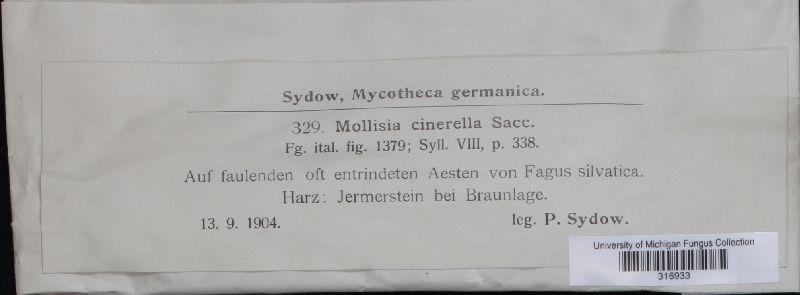 Sydow, Mycotheca germanica.
329. Mollisia cinerella Sacc.
Fg. ital. fig. 1379; Syll. VIII, p. 338.
Auf faulenden oft entrindeten Aesten von Fagus silvatica.
Harz: Jermerstein bei Braunlage.
13. 9. 1904. leg. P. Sydow.
University of Michigan Fungus Collection
316933